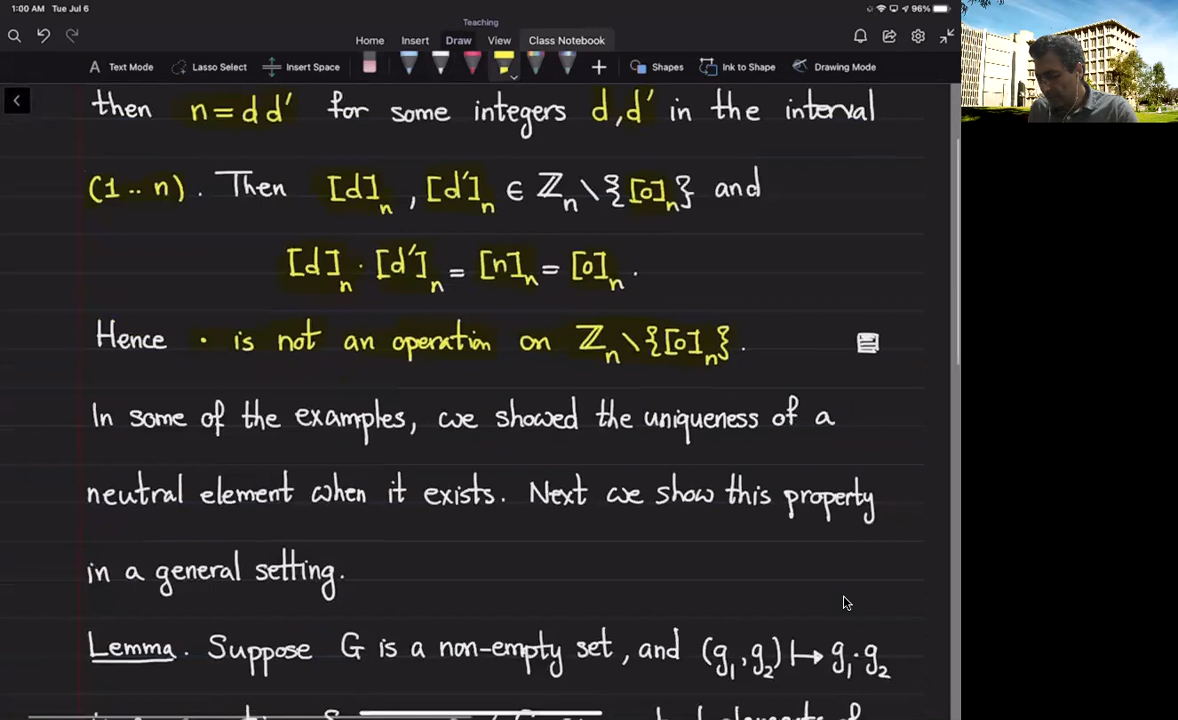 1:00 AM Tue Jul 6
96%
Teaching
Home Insert Draw View Class Notebook
Text Mode Lasso Select Insert Space Shapes Ink to Shape Drawing Mode
then n = d d' for some integers d, d' in the interval
(1 .. n). Then [d]ₙ , [d']ₙ ∈ ℤₙ \ {[0]ₙ} and
[d]ₙ · [d']ₙ = [n]ₙ = [0]ₙ .
Hence · is not an operation on ℤₙ \ {[0]ₙ} .
In some of the examples, we showed the uniqueness of a
neutral element when it exists. Next we show this property
in a general setting.
Lemma. Suppose G is a non-empty set, and (g₁, g₂) ↦ g₁ · g₂